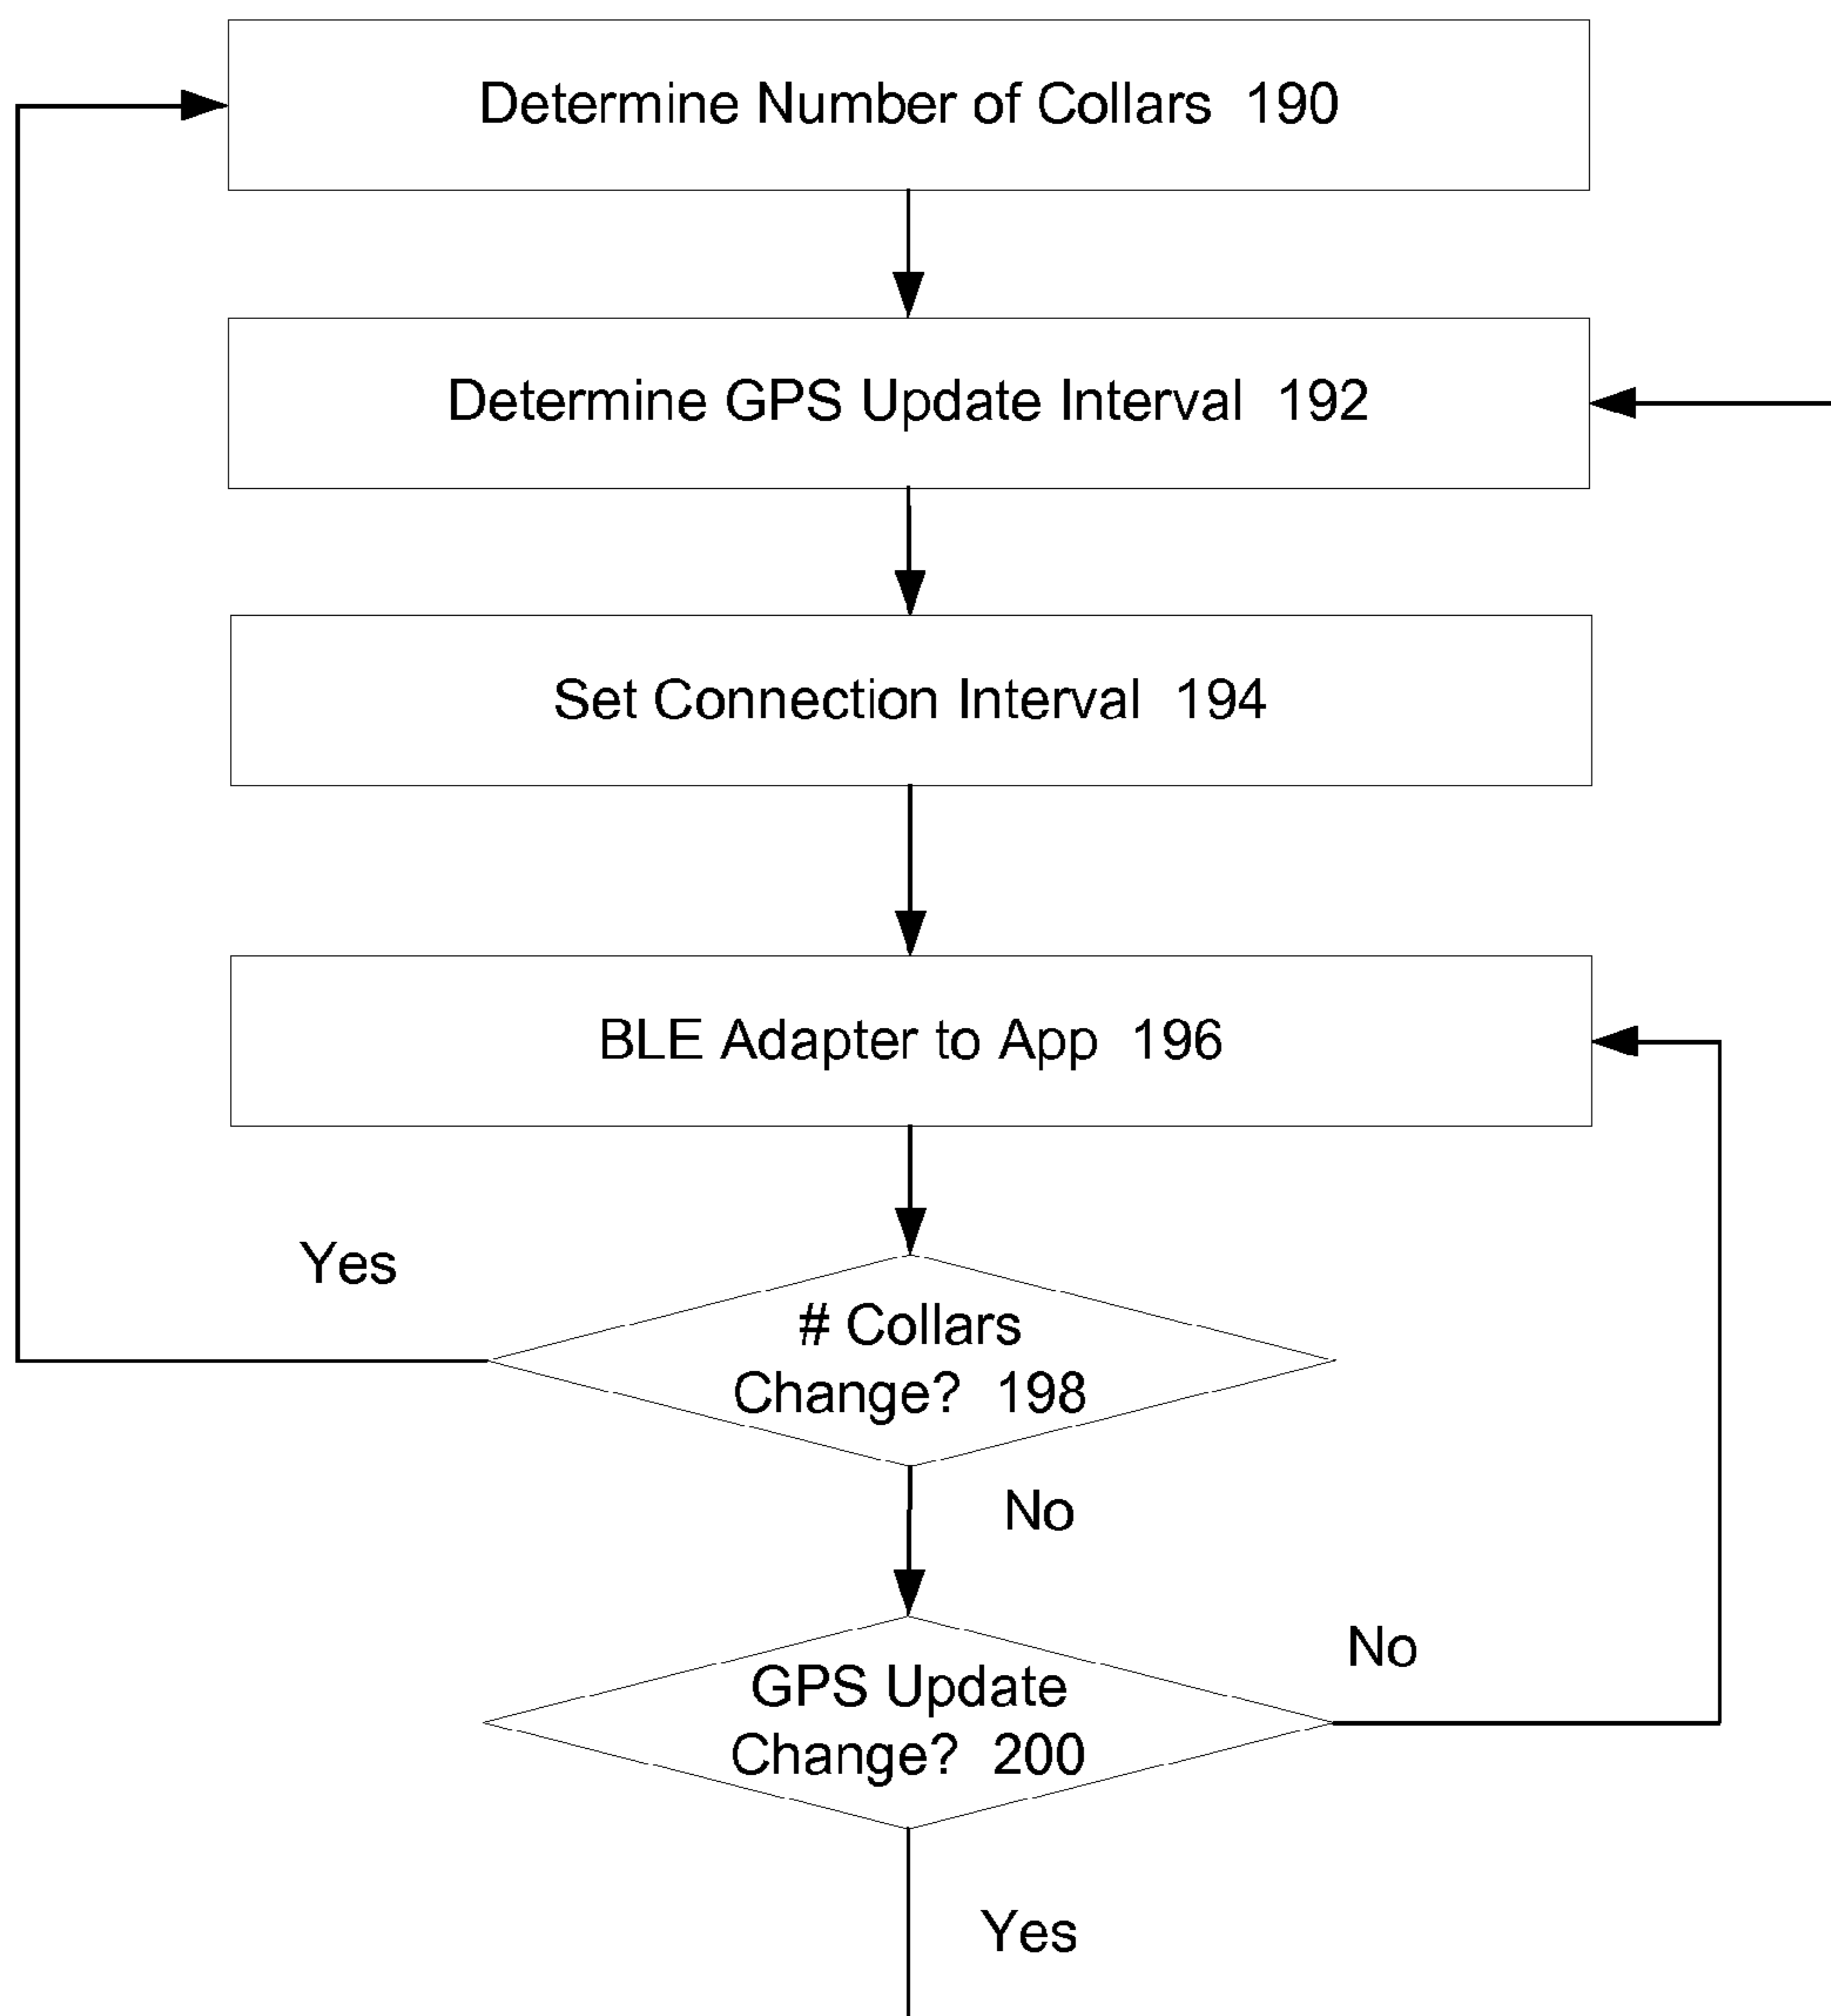 Determine Number of Collars 190
Determine GPS Update Interval 192
Set Connection Interval 194
BLE Adapter to App 196
Yes
# Collars
Change? 198
No
GPS Update
Change? 200
No
Yes